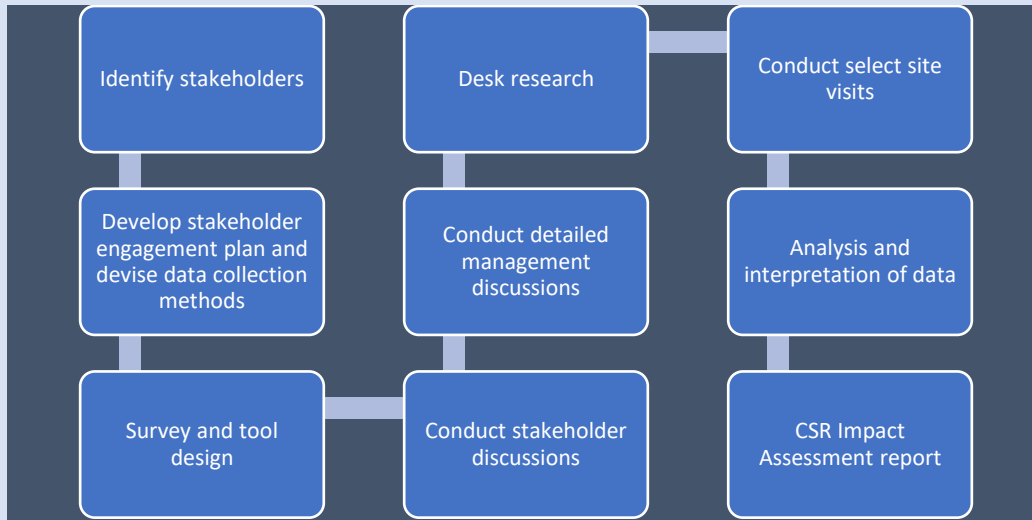 Identify stakeholders
Develop stakeholder
engagement plan and
devise data collection
methods
Survey and tool
design
Conduct stakeholder
discussions
Conduct detailed
management
discussions
Desk research
Conduct select site
visits
Analysis and
interpretation of data
CSR Impact
Assessment report